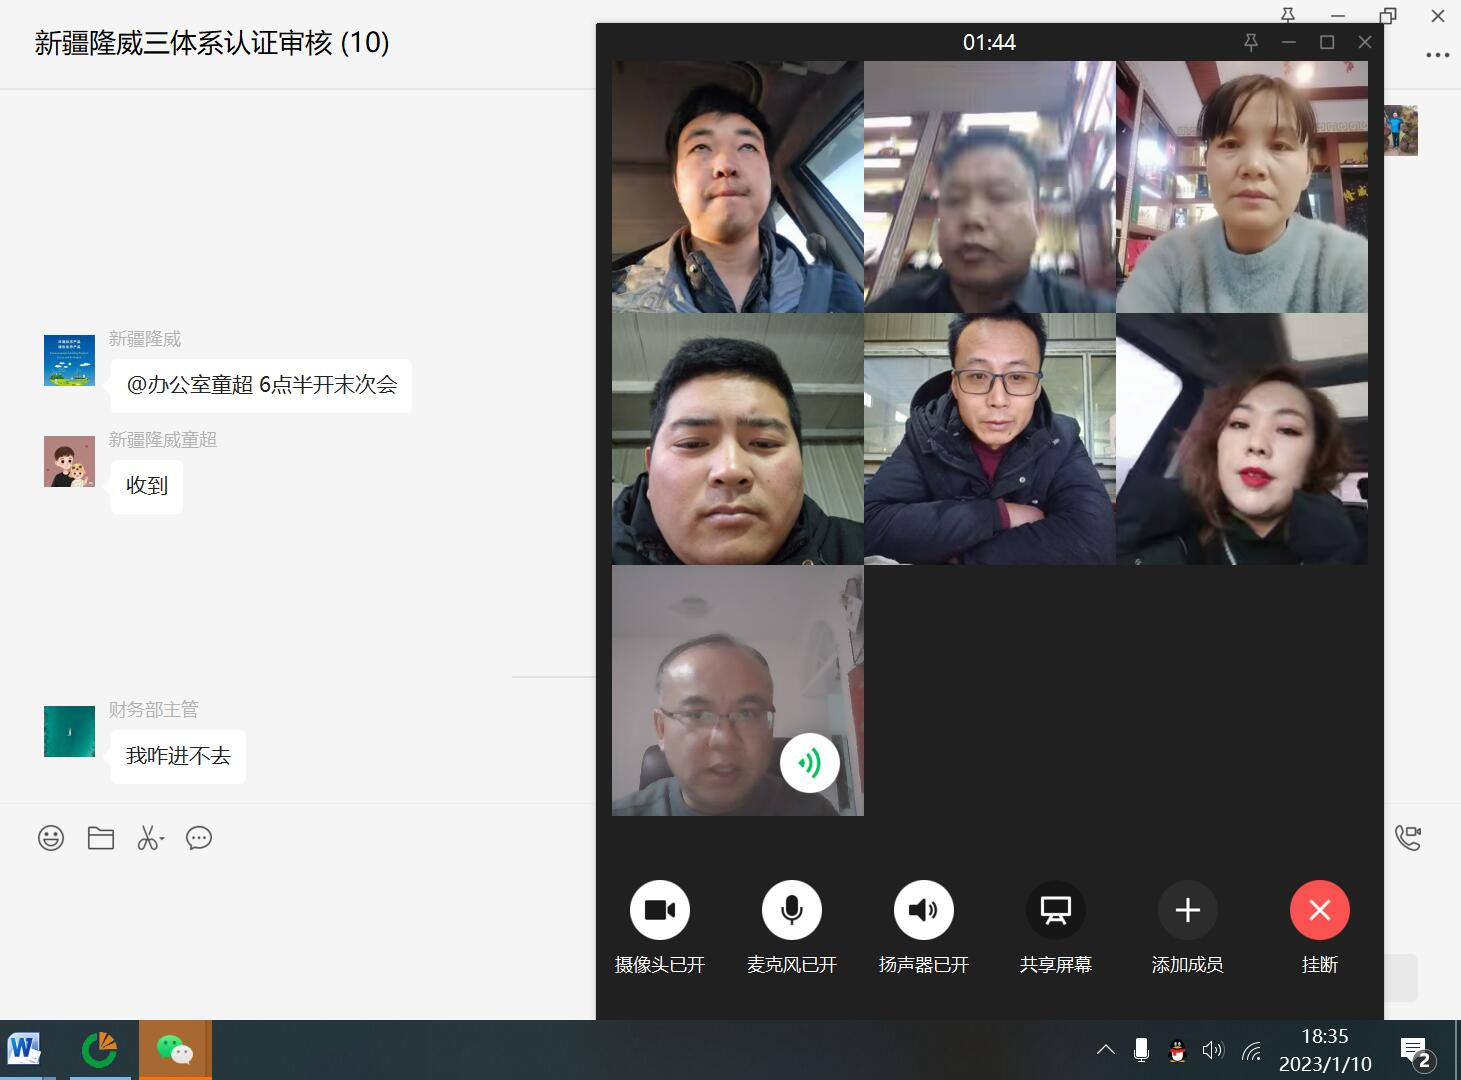 新疆隆威三体系认证审核 (10)
01:44
新疆隆威
@办公室童超 6点半开末次会
新疆隆威童超
收到
财务部主管
我咋进不去
摄像头已开
麦克风已开
扬声器已开
共享屏幕
添加成员
挂断
W
18:35
2023/1/10
2